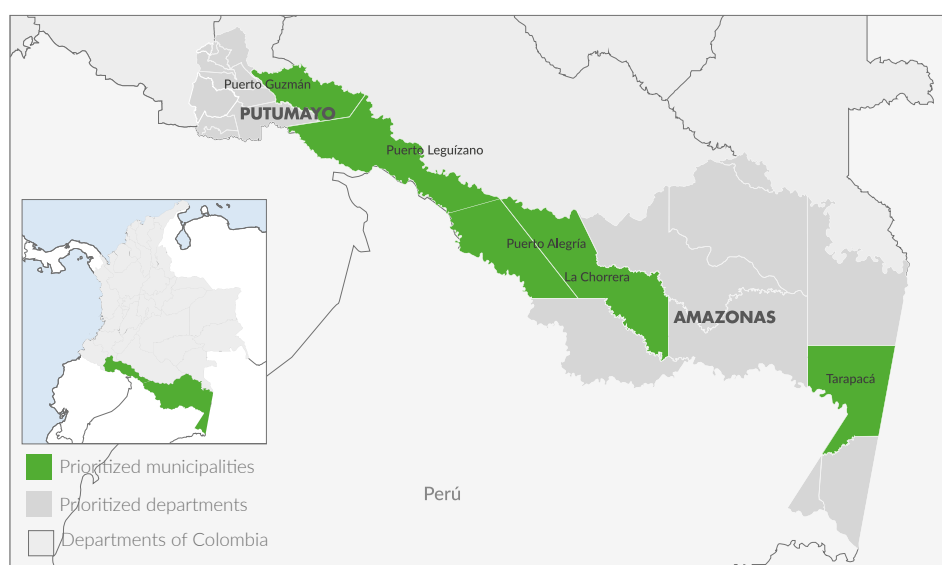 Puerto Guzmán
PUTUMAYO
Puerto Leguízano
Puerto Alegría
La Chorrera
AMAZONAS
Tarapacá
Perú
Prioritized municipalities
Prioritized departments
Departments of Colombia